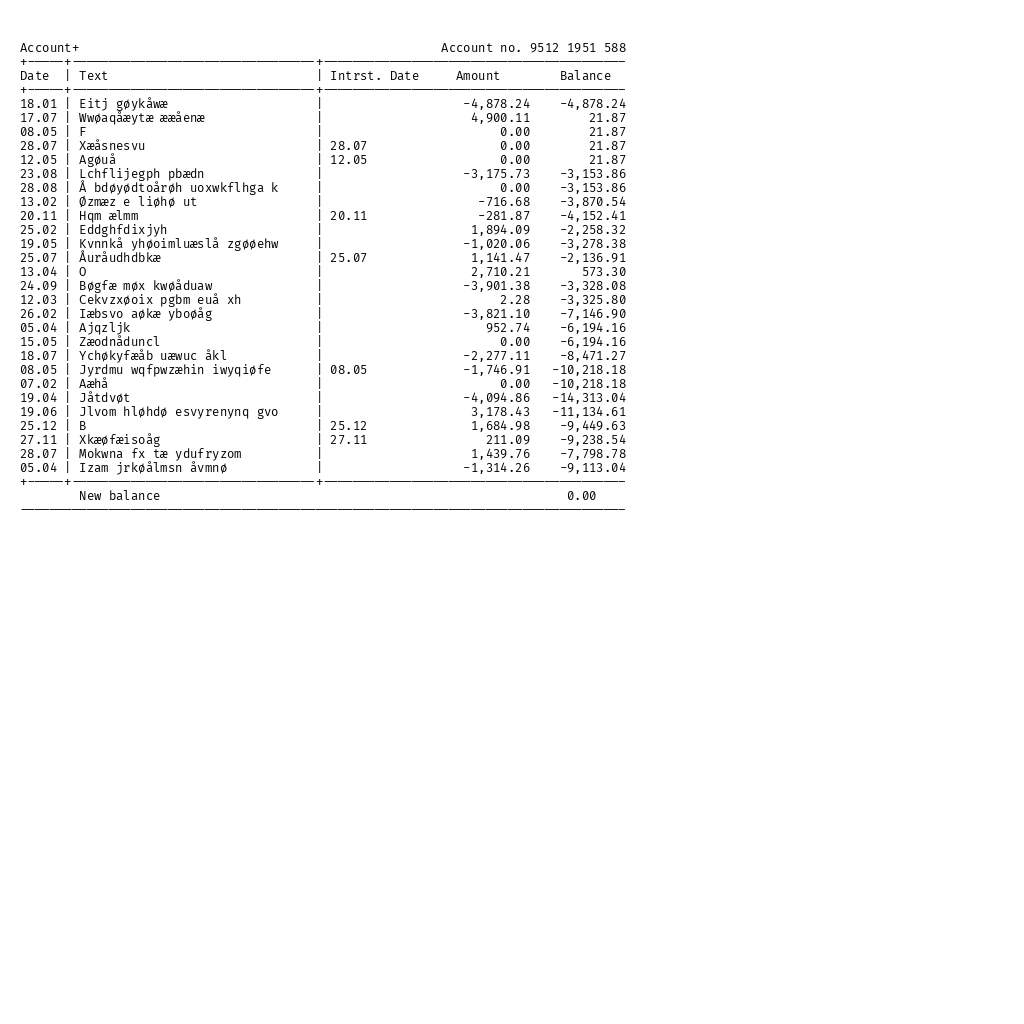 Account+ Account no. 9512 1951 588
Date | Text | Intrst. Date Amount Balance
18.01 | Eitj gøykåwæ | -4,878.24 -4,878.24
17.07 | Wwøaqåæytæ ææåenæ | 4,900.11 21.87
08.05 | F | 0.00 21.87
28.07 | Xæåsnesvu | 28.07 0.00 21.87
12.05 | Agøuå | 12.05 0.00 21.87
23.08 | Lchflijegph pbædn | -3,175.73 -3,153.86
28.08 | Å bdøyødtoårøh uoxwkflhga k | 0.00 -3,153.86
13.02 | Øzmæz e liøhø ut | -716.68 -3,870.54
20.11 | Hqm ælmm | 20.11 -281.87 -4,152.41
25.02 | Eddghfdixjyh | 1,894.09 -2,258.32
19.05 | Kvnnkå yhøoimluæslå zgøøehw | -1,020.06 -3,278.38
25.07 | Åuråudhdbkæ | 25.07 1,141.47 -2,136.91
13.04 | O | 2,710.21 573.30
24.09 | Bøgfæ møx kwøåduaw | -3,901.38 -3,328.08
12.03 | Cekvzxøoix pgbm euå xh | 2.28 -3,325.80
26.02 | Iæbsvo aøkæ yboøåg | -3,821.10 -7,146.90
05.04 | Ajqzljk | 952.74 -6,194.16
15.05 | Zæodnåduncl | 0.00 -6,194.16
18.07 | Ychøkyfæåb uæwuc åkl | -2,277.11 -8,471.27
08.05 | Jyrdmu wqfpwzæhin iwyqiøfe | 08.05 -1,746.91 -10,218.18
07.02 | Aæhå | 0.00 -10,218.18
19.04 | Jåtdvøt | -4,094.86 -14,313.04
19.06 | Jlvom hløhdø esvyrenynq gvo | 3,178.43 -11,134.61
25.12 | B | 25.12 1,684.98 -9,449.63
27.11 | Xkæøfæisoåg | 27.11 211.09 -9,238.54
28.07 | Mokwna fx tæ ydufryzom | 1,439.76 -7,798.78
05.04 | Izam jrkøålmsn åvmnø | -1,314.26 -9,113.04
New balance 0.00